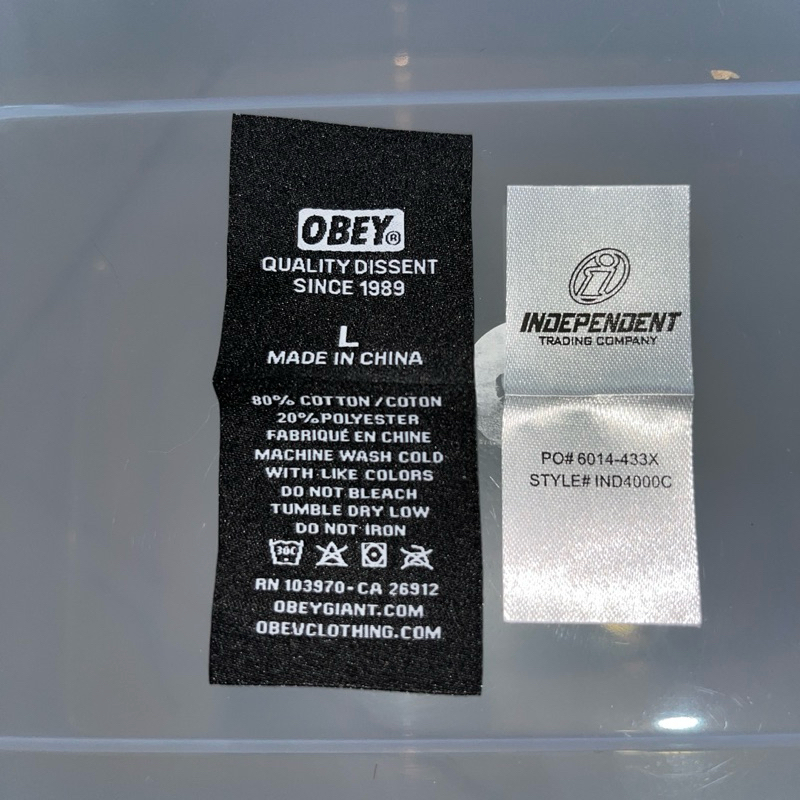 OBEY®
QUALITY DISSENT
SINCE 1989
L
MADE IN CHINA
80% COTTON / COTON
20% POLYESTER
FABRIQUÉ EN CHINE
MACHINE WASH COLD
WITH LIKE COLORS
DO NOT BLEACH
TUMBLE DRY LOW
DO NOT IRON
30C
RN 103970-CA 26912
OBEYGIANT.COM
OBEYCLOTHING.COM
INDEPENDENT
TRADING COMPANY
PO# 6014-433X
STYLE# IND4000C